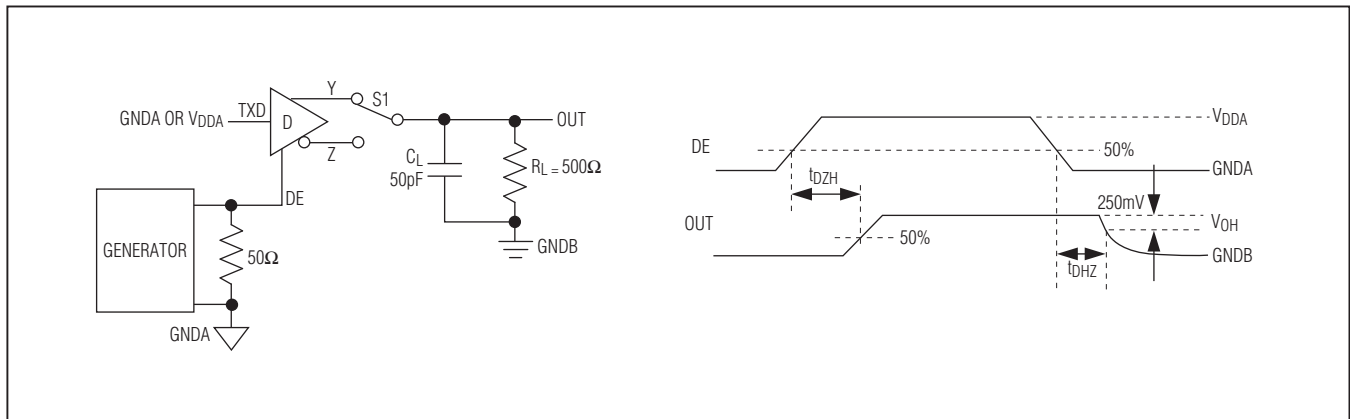 GNDA OR VDDA
TXD
D
Y
Z
S1
OUT
CL
50pF
RL = 500Ω
GNDB
DE
GENERATOR
50Ω
GNDA
DE
VDDA
50%
GNDA
tDZH
250mV
OUT
50%
VOH
GNDB
tDHZ